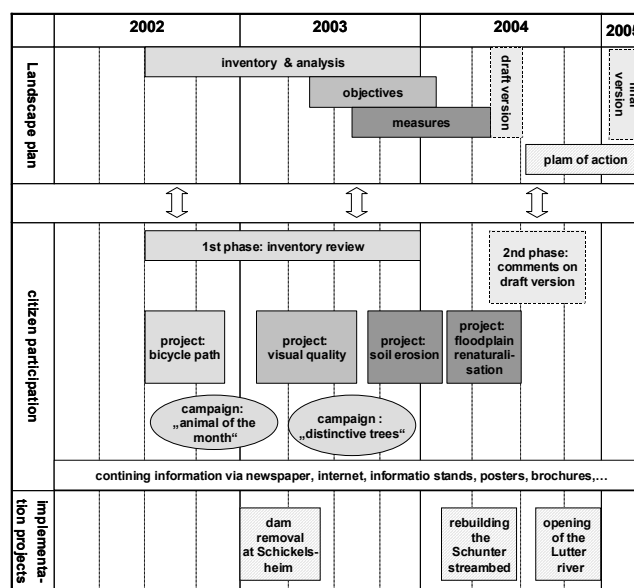 2002 2003 2004 2005
Landscape plan
inventory & analysis
objectives
measures
draft version
final
version
plam of action
citizen participation
1st phase: inventory review
2nd phase:
comments on
draft version
project:
bicycle path
project:
visual quality
project:
soil erosion
project:
floodplain
renaturali-
sation
campaign:
„animal of the
month“
campaign :
„distinctive trees“
contining information via newspaper, internet, informatio stands, posters, brochures,...
implementa-
tion projects
dam
removal
at Schickels-
heim
rebuilding
the
Schunter
streambed
opening
of the
Lutter
river